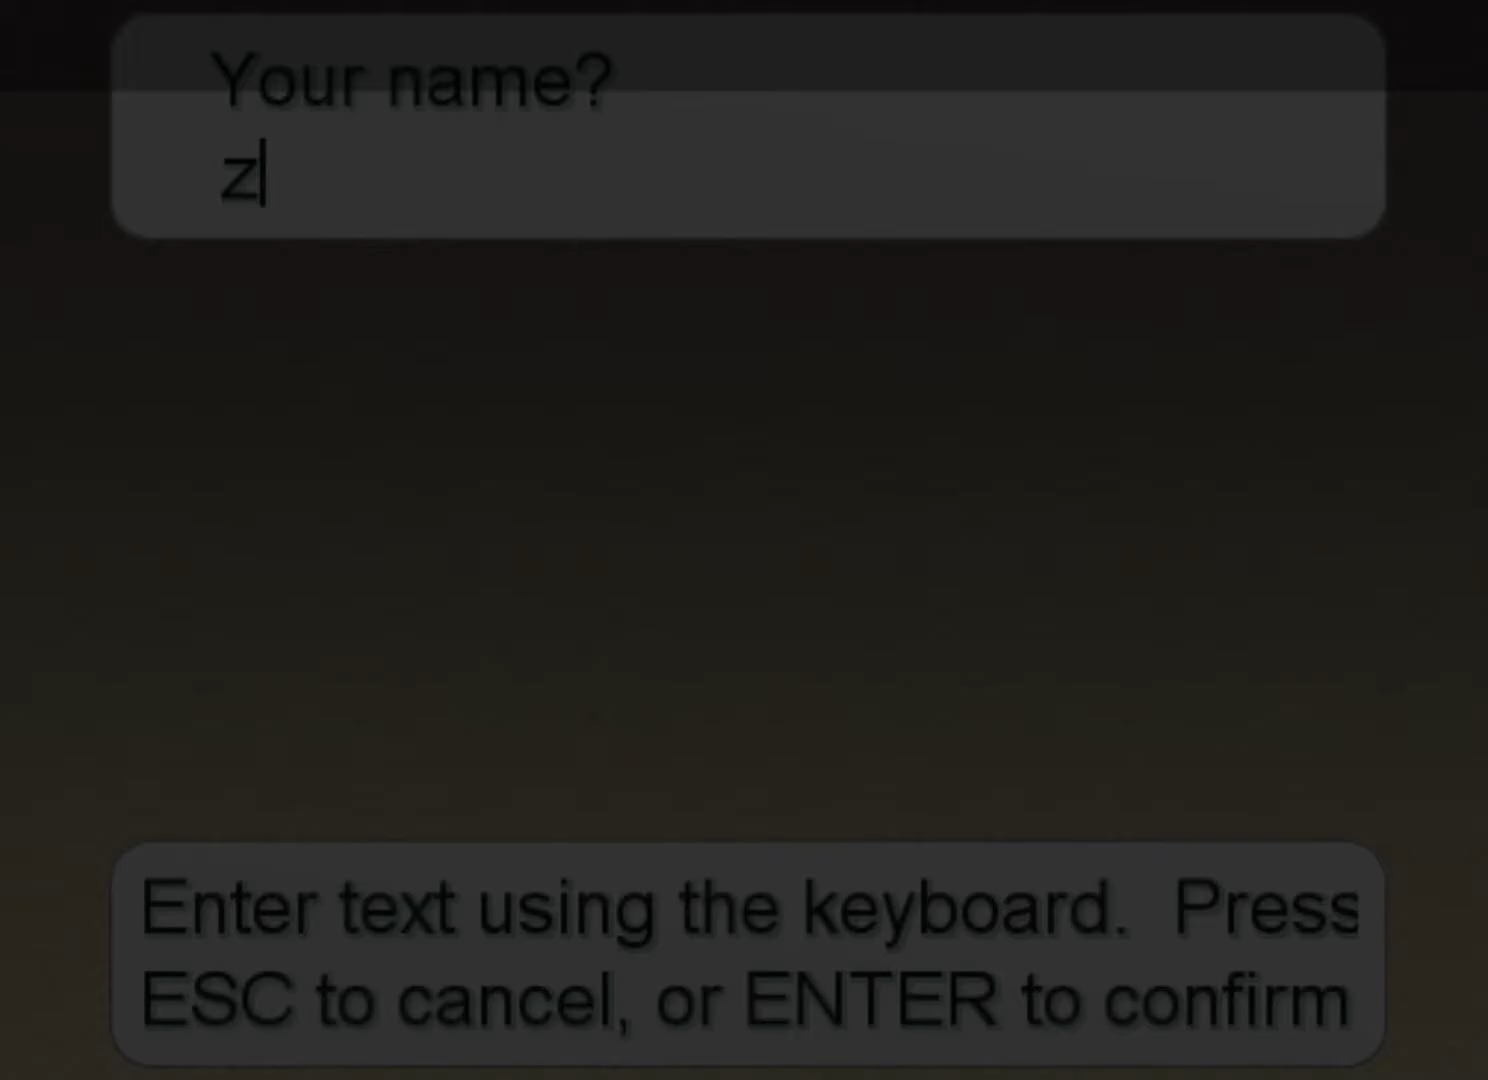 Your name?
z
Enter text using the keyboard.  Press
ESC to cancel, or ENTER to confirm